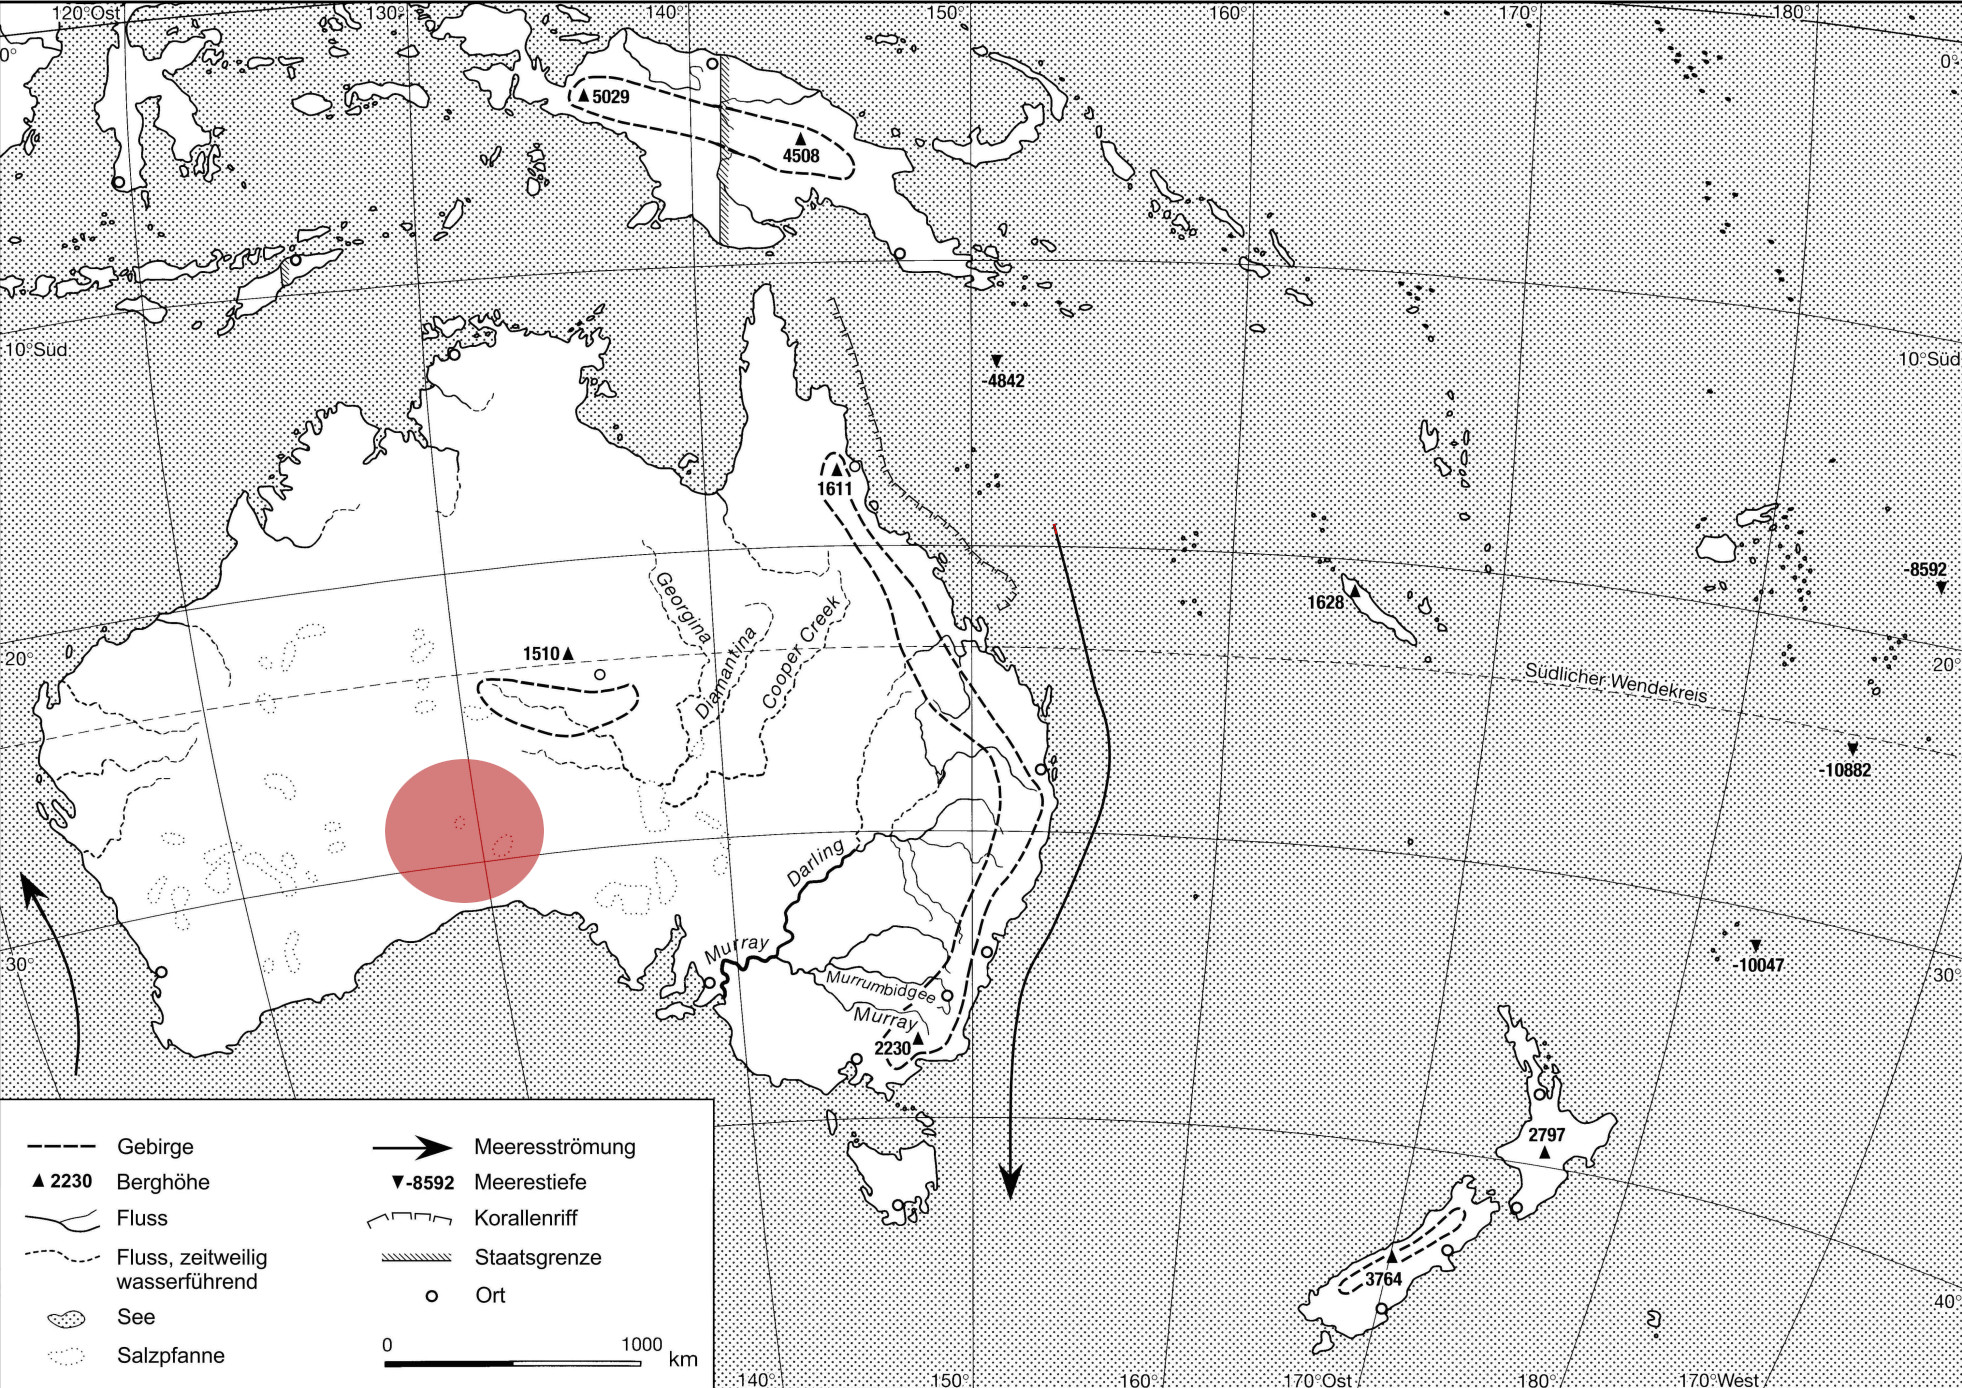 120°Ost
130°
140°
150°
160°
170°
180°
0°
0°
5029
4508
10°Süd
10°Süd
-4842
1611
-8592
1628
Georgina
Diamantina
Cooper Creek
1510
20°
20°
Südlicher Wendekreis
-10882
Darling
Murray
Murrumbidgee
Murray
2230
30°
30°
-10047
2797
3764
40°
Gebirge
2230 Berghöhe
Fluss
Fluss, zeitweilig
wasserführend
See
Salzpfanne
Meeresströmung
-8592 Meerestiefe
Korallenriff
Staatsgrenze
Ort
0 1000 km
140°
150°
160°
170°Ost
180°
170°West